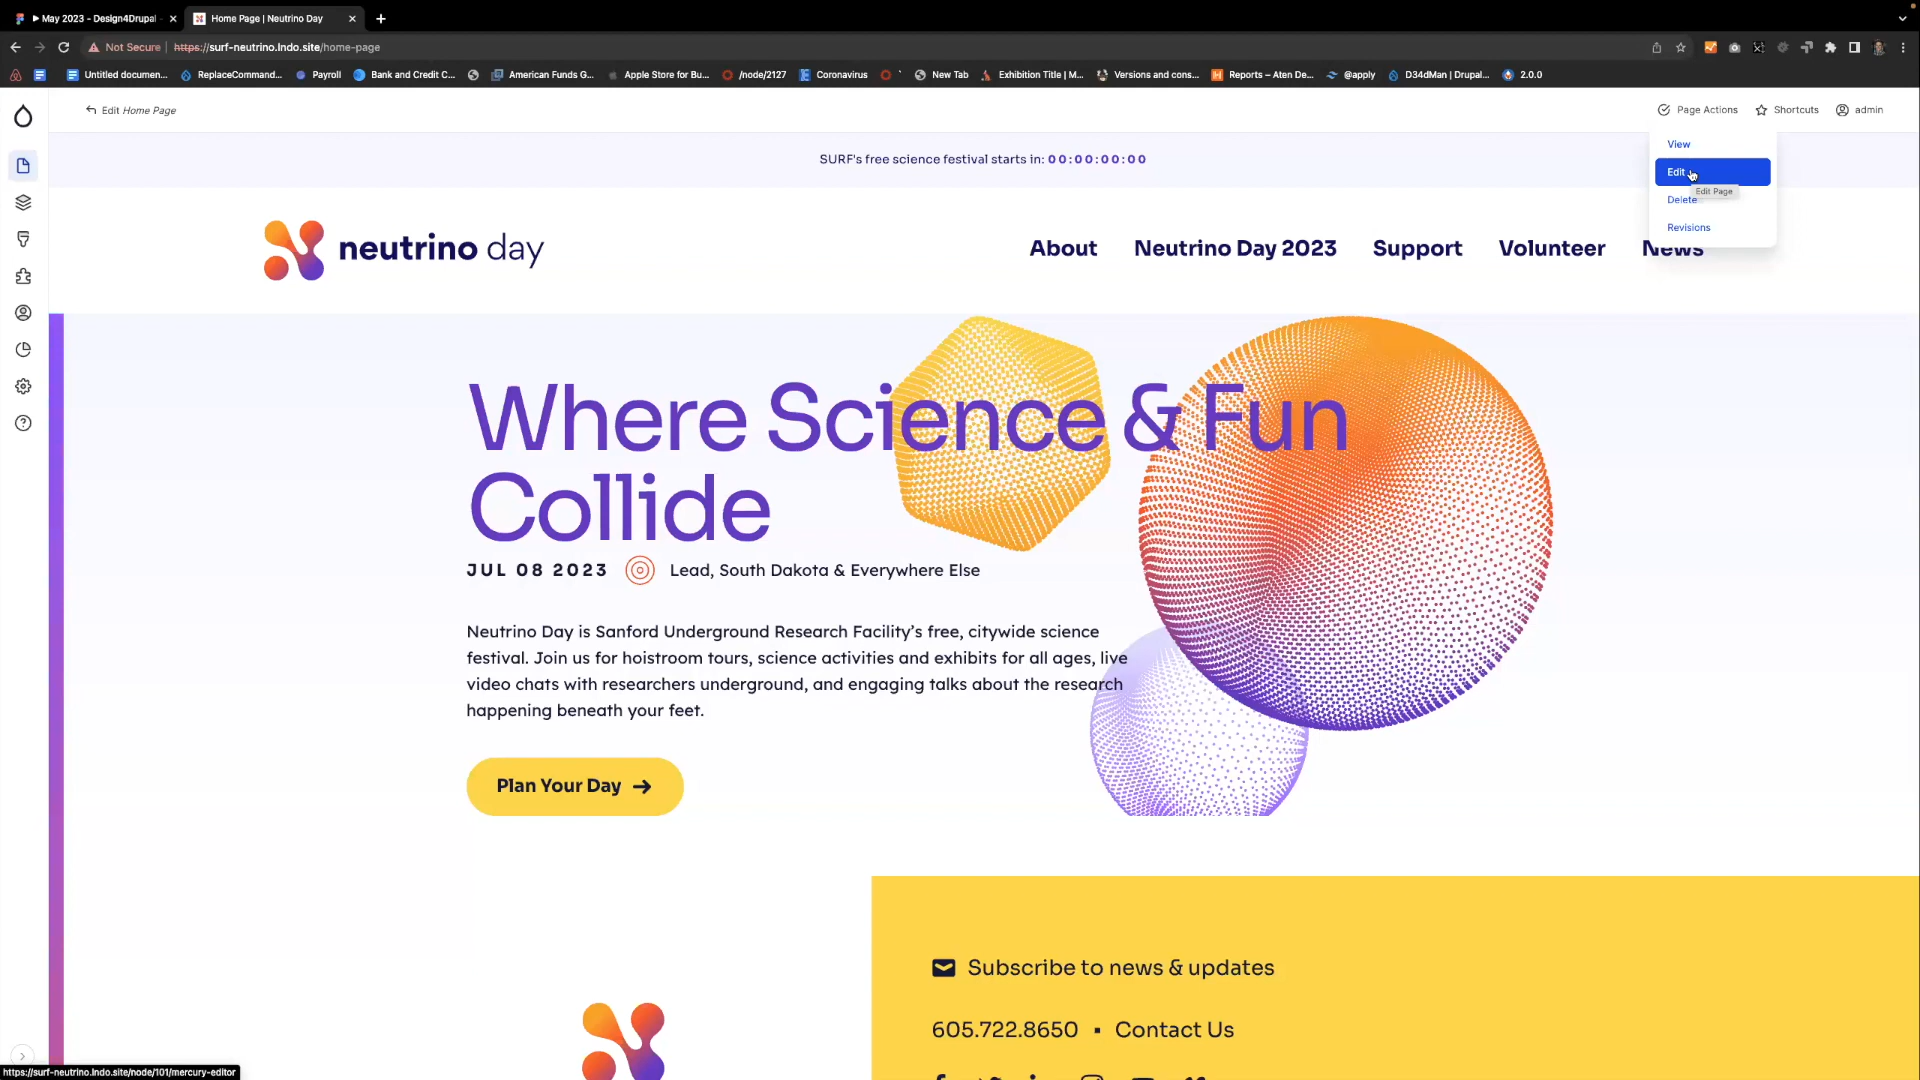 May 2023 - Design4Drupal
Home Page | Neutrino Day
Not Secure
https://surf-neutrino.lndo.site/home-page
Untitled documen...
ReplaceCommand...
Payroll
Bank and Credit C...
American Funds G...
Apple Store for Bu...
/node/2127
Coronavirus
New Tab
Exhibition Title | M...
Versions and cons...
Reports – Aten De...
@apply
D34dMan | Drupal...
2.0.0
Edit Home Page
Page Actions
Shortcuts
admin
View
Edit
Edit Page
Delete
Revisions
SURF's free science festival starts in: 00:00:00:00
neutrino day
About
Neutrino Day 2023
Support
Volunteer
News
Where Science & Fun
Collide
JUL 08 2023
Lead, South Dakota & Everywhere Else
Neutrino Day is Sanford Underground Research Facility’s free, citywide science
festival. Join us for hoistroom tours, science activities and exhibits for all ages, live
video chats with researchers underground, and engaging talks about the research
happening beneath your feet.
Plan Your Day
Subscribe to news & updates
605.722.8650 ▪ Contact Us
https://surf-neutrino.lndo.site/node/101/mercury-editor